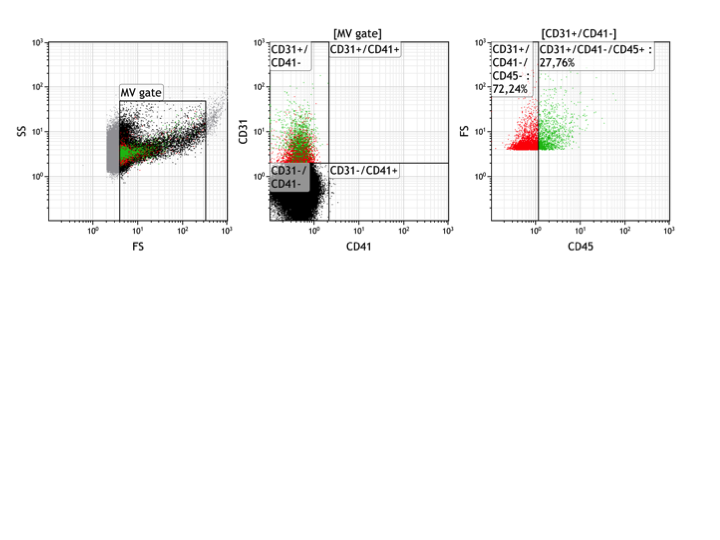 [MV gate]
[CD31+/CD41-]
10³
10²
10¹
10⁰
SS
MV gate
10⁰
10¹
10²
10³
FS
10³
10²
10¹
10⁰
CD31
CD31+/
CD41-
CD31+/CD41+
CD31-/
CD41-
CD31-/CD41+
10⁰
10¹
10²
10³
CD41
10³
10²
10¹
10⁰
FS
CD31+/
CD41-/
CD45- :
72,24%
CD31+/CD41-/CD45+ :
27,76%
10⁰
10¹
10²
10³
CD45